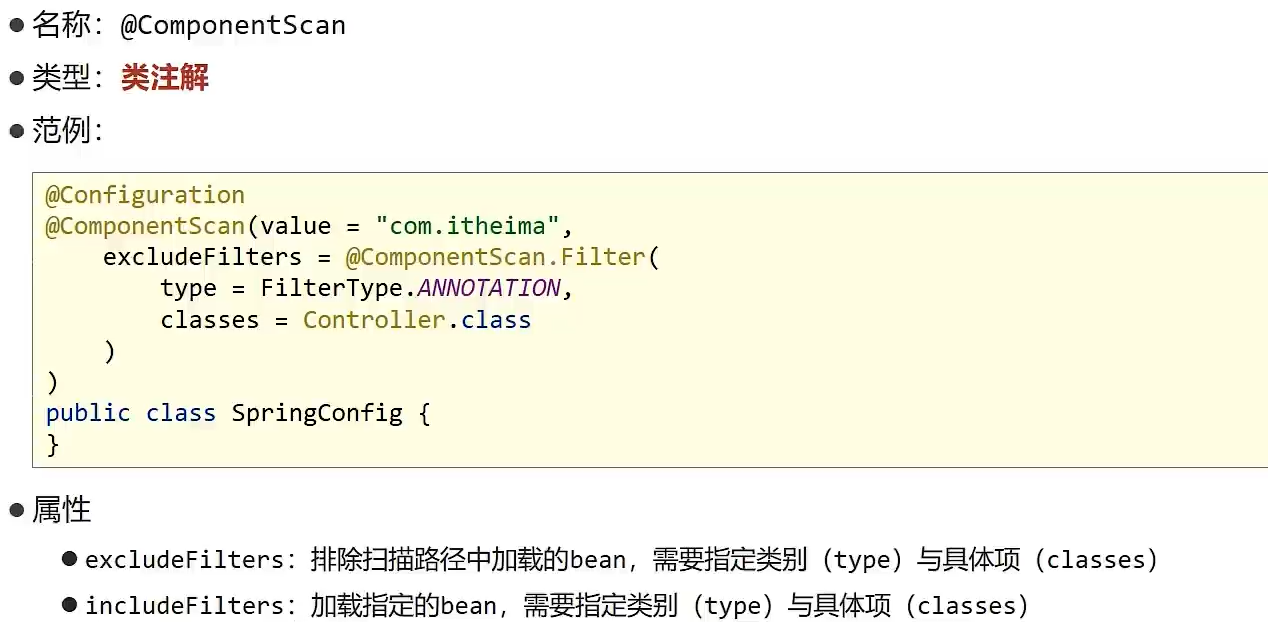 ● 名称：@ComponentScan
● 类型：类注解
● 范例：
@Configuration
@ComponentScan(value = "com.itheima",
    excludeFilters = @ComponentScan.Filter(
        type = FilterType.ANNOTATION,
        classes = Controller.class
    )
)
public class SpringConfig {
}
● 属性
● excludeFilters：排除扫描路径中加载的bean，需要指定类别（type）与具体项（classes）
● includeFilters：加载指定的bean，需要指定类别（type）与具体项（classes）